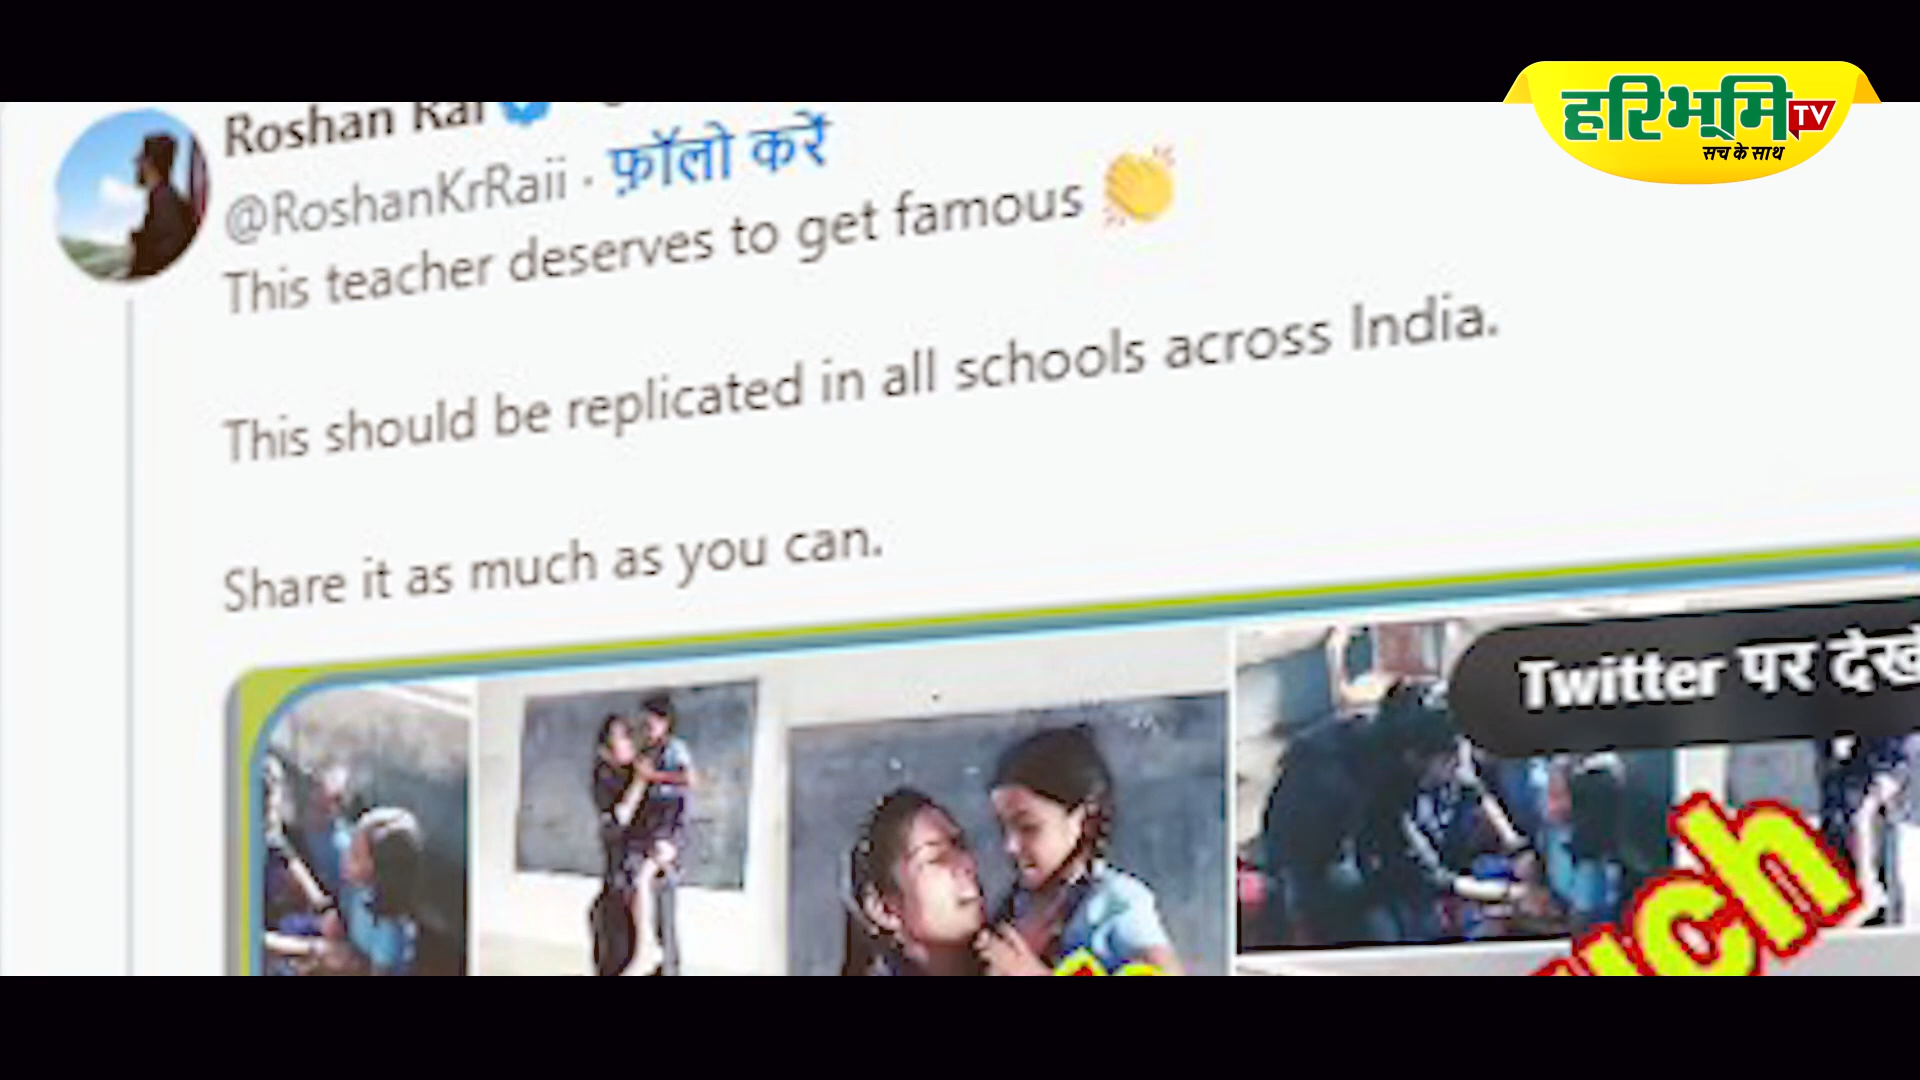 हरिभूमि TV
सच के साथ
Roshan Rai
@RoshanKrRaii · फ़ॉलो करें
This teacher deserves to get famous 👏
This should be replicated in all schools across India.
Share it as much as you can.
Twitter पर देखें